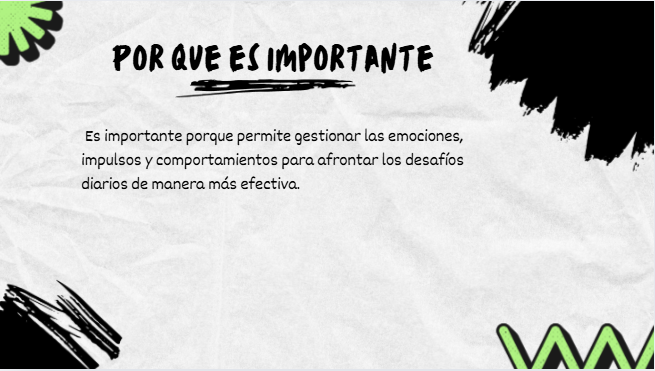 POR QUE ES IMPORTANTE
Es importante porque permite gestionar las emociones,
impulsos y comportamientos para afrontar los desafíos
diarios de manera más efectiva.